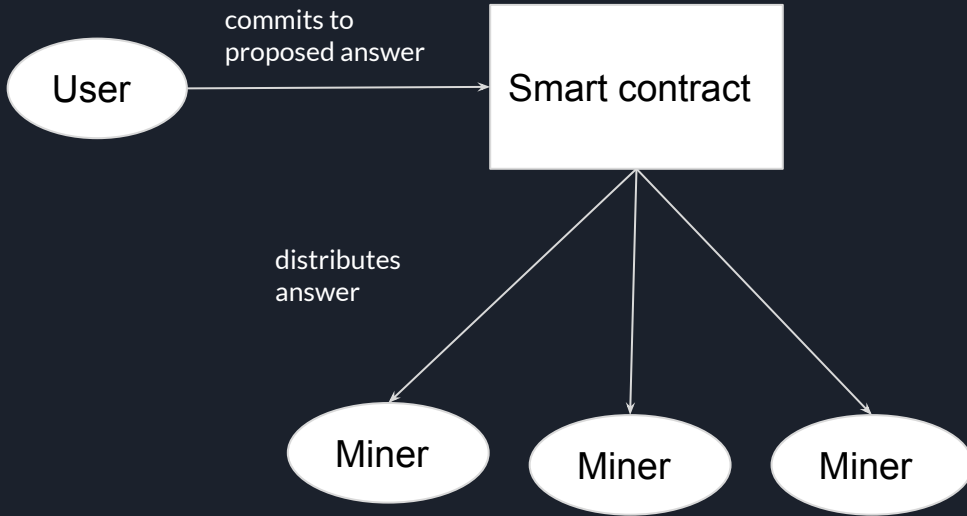 commits to
proposed answer
User
Smart contract
distributes
answer
Miner
Miner
Miner